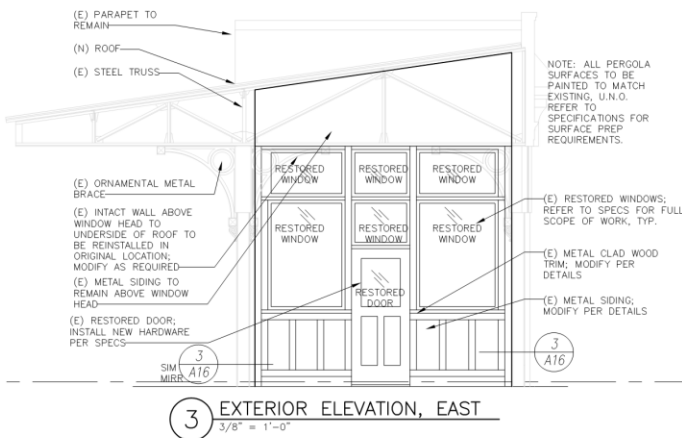 (E) PARAPET TO
REMAIN
(N) ROOF
(E) STEEL TRUSS
NOTE: ALL PERGOLA
SURFACES TO BE
PAINTED TO MATCH
EXISTING, U.N.O.
REFER TO
SPECIFICATIONS FOR
SURFACE PREP
REQUIREMENTS.
RESTORED
WINDOW
RESTORED
WINDOW
RESTORED
WINDOW
(E) ORNAMENTAL METAL
BRACE
(E) INTACT WALL ABOVE
WINDOW HEAD TO
UNDERSIDE OF ROOF TO
BE REINSTALLED IN
ORIGINAL LOCATION;
MODIFY AS REQUIRED
(E) METAL SIDING TO
REMAIN ABOVE WINDOW
HEAD
(E) RESTORED DOOR;
INSTALL NEW HARDWARE
PER SPECS
RESTORED
WINDOW
RESTORED
WINDOW
RESTORED
WINDOW
RESTORED
DOOR
(E) RESTORED WINDOWS;
REFER TO SPECS FOR FULL
SCOPE OF WORK, TYP.
(E) METAL CLAD WOOD
TRIM; MODIFY PER
DETAILS
(E) METAL SIDING;
MODIFY PER DETAILS
3
A16
SIM
MIRR
3
A16
3 EXTERIOR ELEVATION, EAST
3/8" = 1'-0"